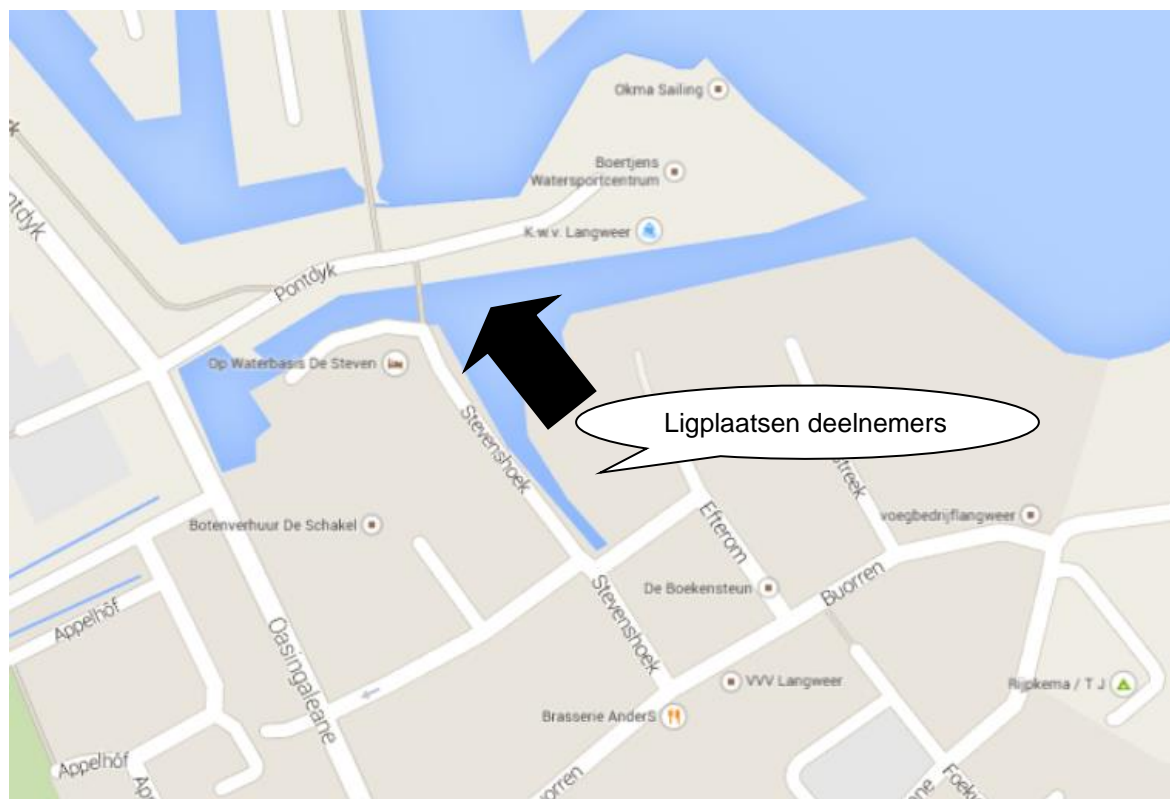 Okma Sailing
Boertjens
Watersportcentrum
K.w.v. Langweer
Pontdyk
Op Waterbasis De Steven
Ligplaatsen deelnemers
Stevenshoek
Botenverhuur De Schakel
Efterom
voegbedrijflangweer
De Boekensteun
Buorren
Appelhôf
Stevenshoek
Oasingaleane
VVV Langweer
Rijpkema / T J
Brasserie AnderS
Appelhôf